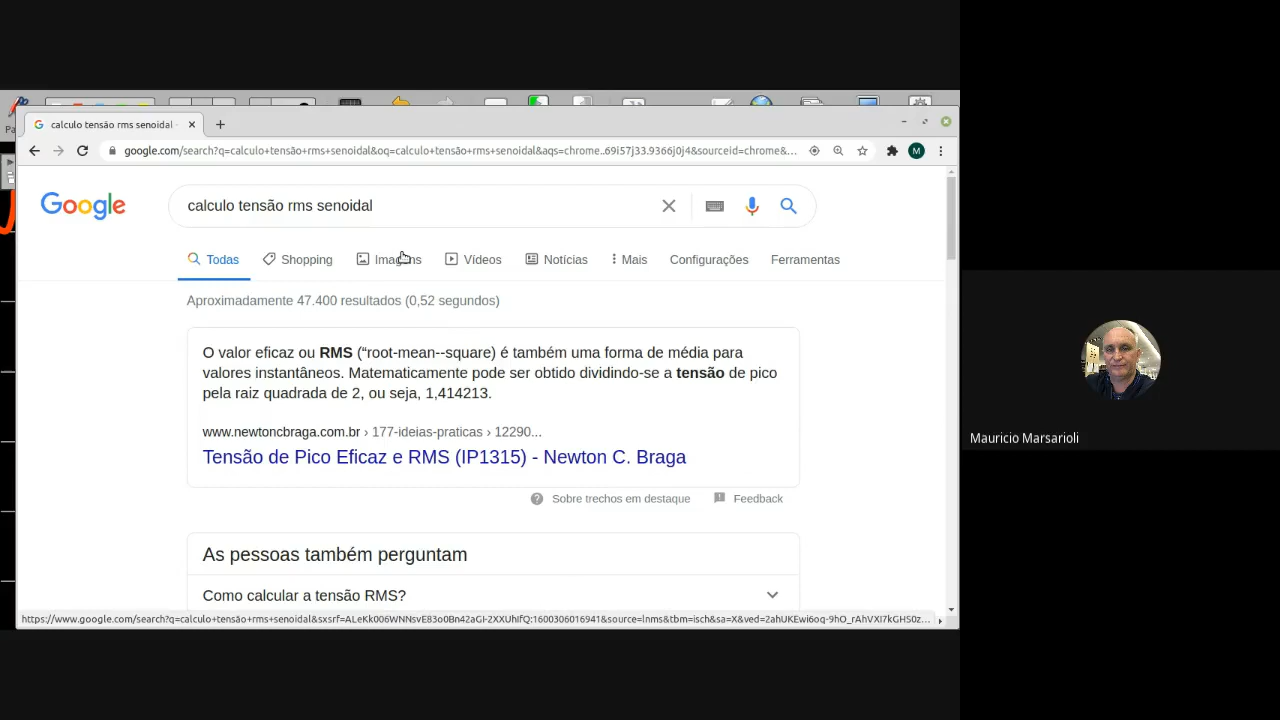 Pa
calculo tensão rms senoidal -
google.com/search?q=calculo+tensão+rms+senoidal&oq=calculo+tensão+rms+senoidal&aqs=chrome..69i57j33.9366j0j4&sourceid=chrome&...
M
Google
calculo tensão rms senoidal
Todas Shopping Imagens Vídeos Notícias Mais Configurações Ferramentas
Aproximadamente 47.400 resultados (0,52 segundos)
O valor eficaz ou RMS (“root-mean--square) é também uma forma de média para
valores instantâneos. Matematicamente pode ser obtido dividindo-se a tensão de pico
pela raiz quadrada de 2, ou seja, 1,414213.
www.newtoncbraga.com.br › 177-ideias-praticas › 12290...
Tensão de Pico Eficaz e RMS (IP1315) - Newton C. Braga
Sobre trechos em destaque Feedback
As pessoas também perguntam
Como calcular a tensão RMS?
Mauricio Marsarioli